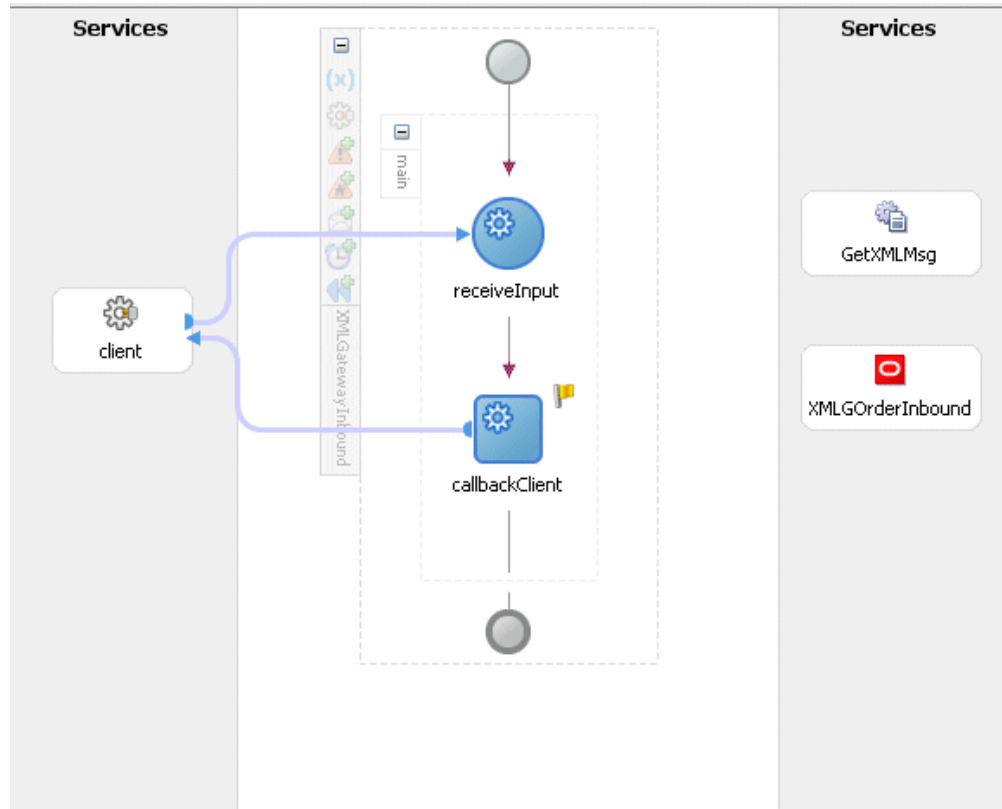 Services
Services
(x)
main
receiveInput
GetXMLMsg
client
XMLGatewayInbound
XMLGOrderInbound
callbackClient